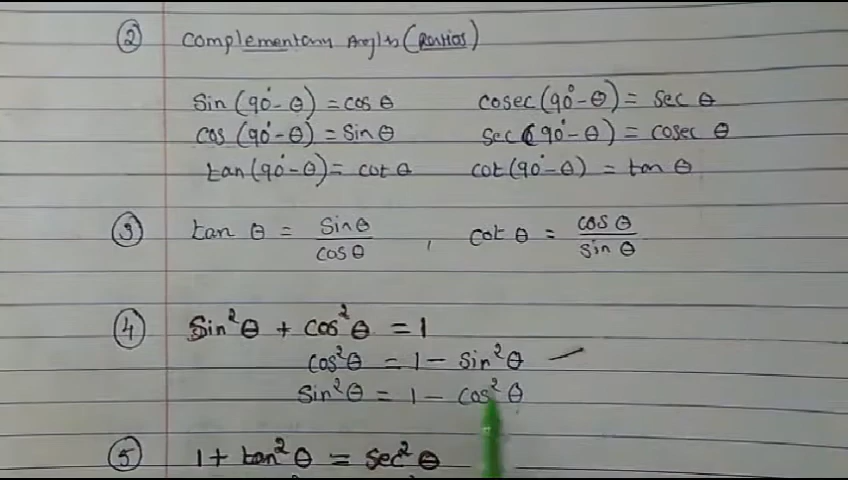 ② Complementary Angles (Ratios)
sin (90° - θ) = cos θ cosec (90° - θ) = sec θ
cos (90° - θ) = sin θ sec (90° - θ) = cosec θ
tan (90° - θ) = cot θ cot (90° - θ) = tan θ
③ tan θ = sin θ / cos θ , cot θ = cos θ / sin θ
④ sin²θ + cos²θ = 1
cos²θ = 1 - sin²θ
sin²θ = 1 - cos²θ
⑤ 1 + tan²θ = sec²θ